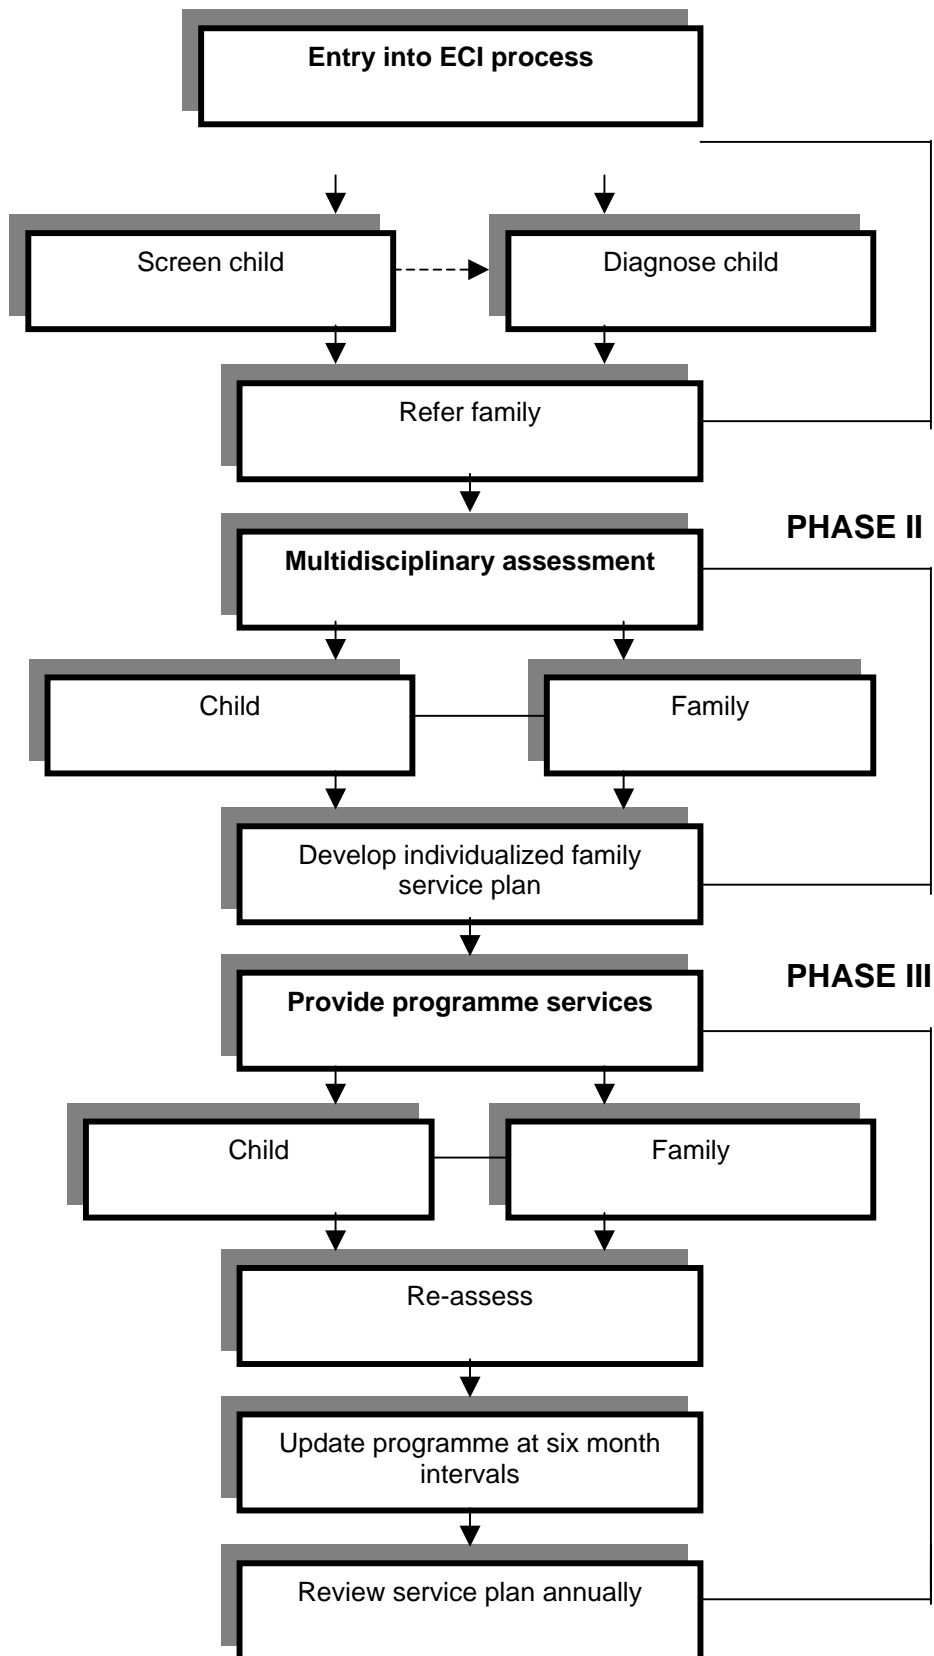 Entry into ECI process
Screen child
Diagnose child
Refer family
PHASE II
Multidisciplinary assessment
Child
Family
Develop individualized family
service plan
PHASE III
Provide programme services
Child
Family
Re-assess
Update programme at six month
intervals
Review service plan annually